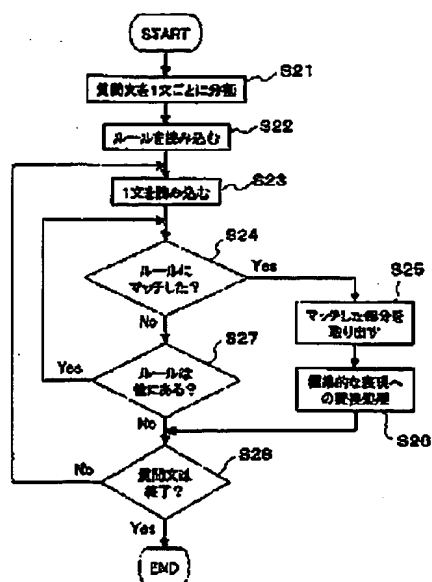 START
質問文を1文ごとに分割
S21
ルールを読み込む
S22
1文を読み込む
S23
ルールに
マッチした?
S24
Yes
No
マッチした部分を
取り出す
S25
標準的な表現へ
の置換処理
S26
ルールは
他にある?
S27
Yes
No
質問文は
終了?
S28
No
Yes
END